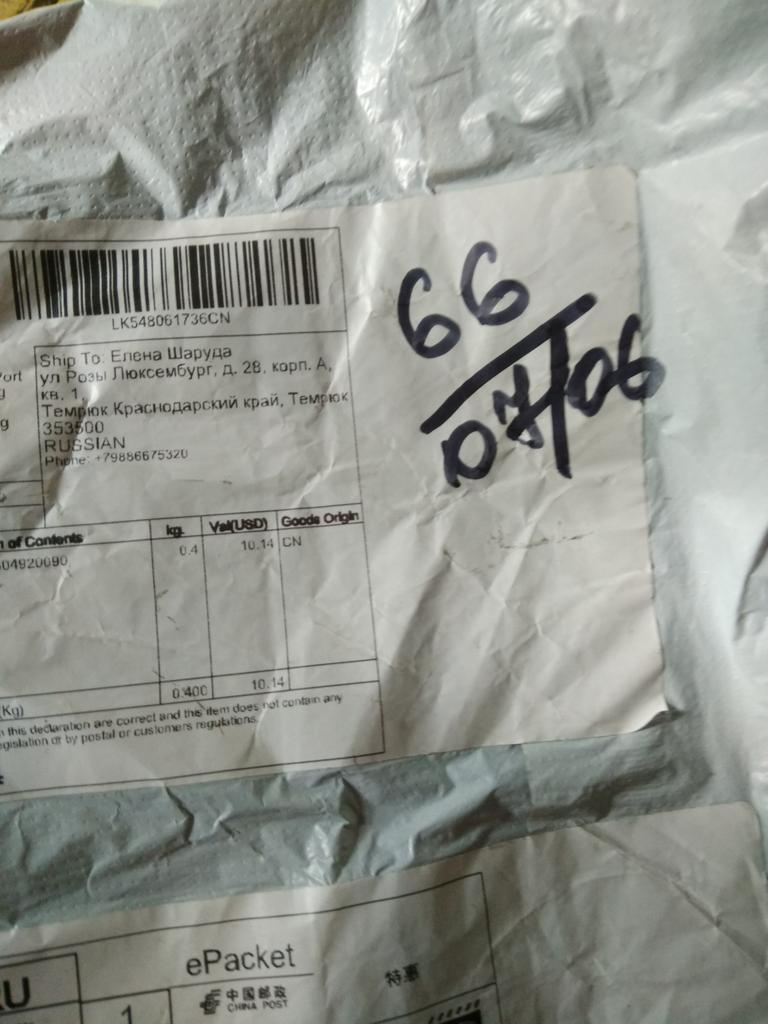 LK548061736CN
66
07/06
Ship To: Елена Шаруда
ул Розы Люксембург, д. 28, корп. А,
кв. 1,
Темрюк Краснодарский край, Темрюк
353500
RUSSIAN
Phone: +79886675320
of Contents kg. Val(USD) Goods Origin
04920090 0.4 10.14 CN
(Kg) 0.400 10.14
this declaration are correct and this item does not contain any
by postal or customers regulations.
RU
1
ePacket
特惠
中国邮政
CHINA POST